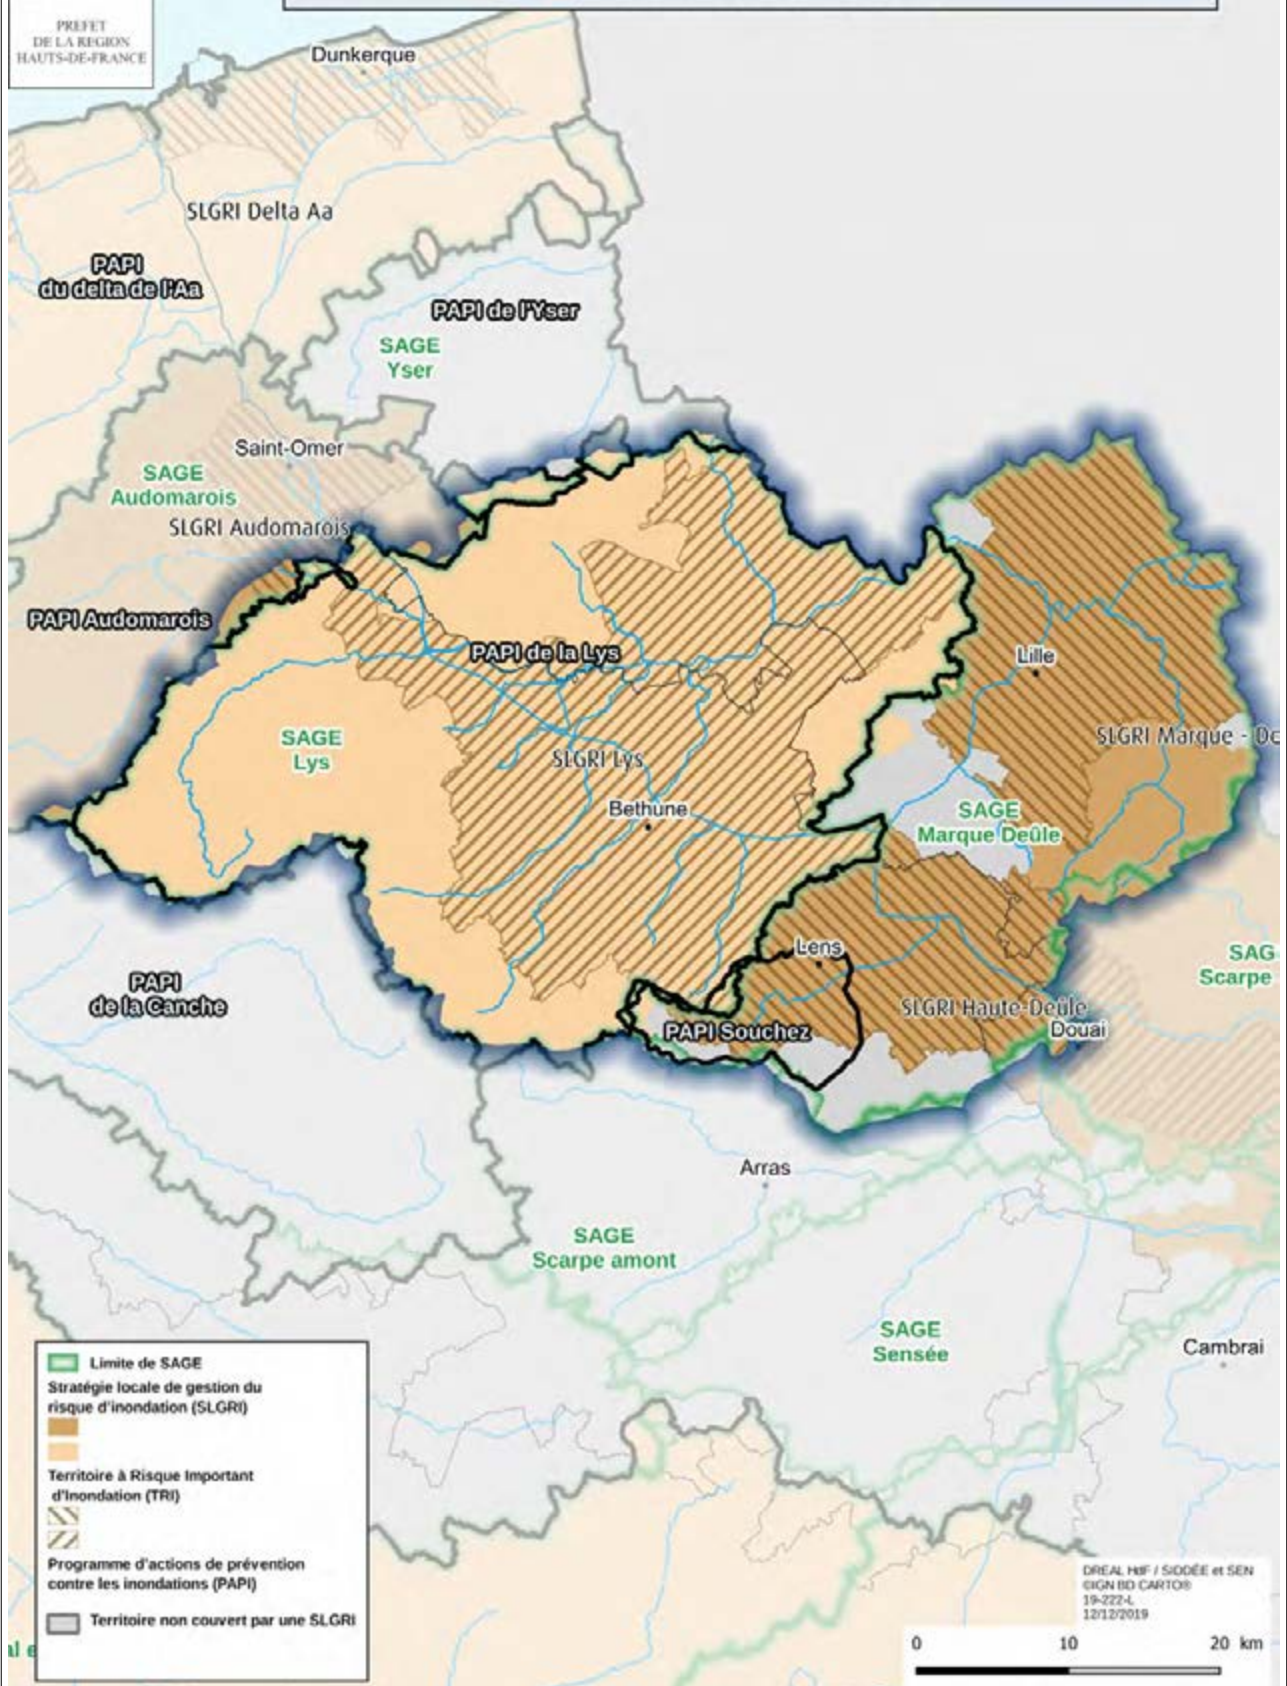 PREFET
DE LA REGION
HAUTS-DE-FRANCE
Dunkerque
SLGRI Delta Aa
PAPI
du delta de l'Aa
PAPI de l'Yser
SAGE
Yser
Saint-Omer
SAGE
Audomarois
SLGRI Audomarois
PAPI Audomarois
PAPI de la Lys
Lille
SAGE
Lys
SLGRI Lys
SLGRI Marque - Dc
Bethune
SAGE
Marque Deûle
Lens
SAG
Scarpe
PAPI
de la Canche
SLGRI Haute-Deûle
PAPI Souchez
Douai
Arras
SAGE
Scarpe amont
SAGE
Sensée
Cambrai
Limite de SAGE
Stratégie locale de gestion du
risque d'inondation (SLGRI)
Territoire à Risque Important
d'Inondation (TRI)
Programme d'actions de prévention
contre les inondations (PAPI)
Territoire non couvert par une SLGRI
al e
DREAL HdF / SIDDÉE et SEN
©IGN BD CARTO®
19-222-L
12/12/2019
0 10 20 km